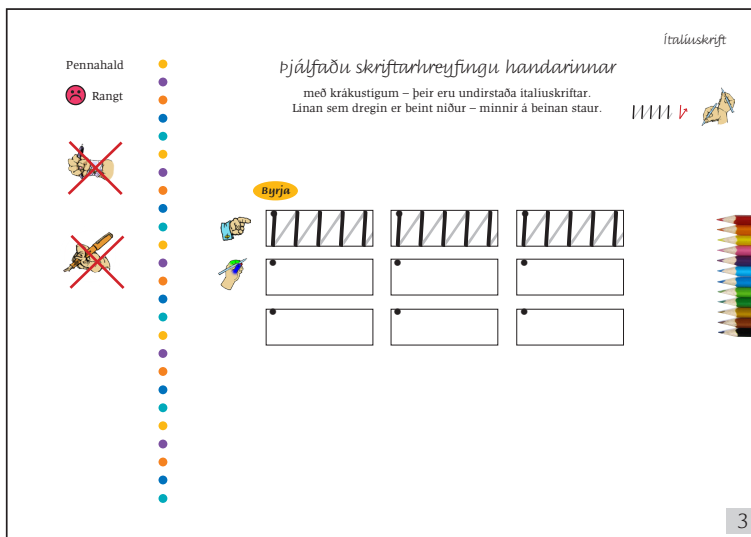 Ítalíuskrift
Pennahald
Rangt
Þjálfaðu skriftarhreyfingu handarinnar
með krákustigum – þeir eru undirstaða ítalíuskriftar.
Línan sem dregin er beint niður – minnir á beinan staur.
Byrja
3